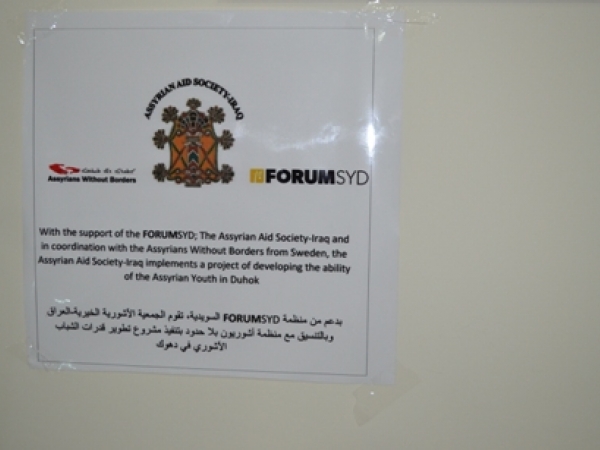 ASSYRIAN AID SOCIETY-IRAQ
Assyrians Without Borders
FORUMSYD
With the support of the FORUMSYD; The Assyrian Aid Society-Iraq and
in coordination with the Assyrians Without Borders from Sweden, the
Assyrian Aid Society-Iraq implements a project of developing the ability
of the Assyrian Youth in Duhok
بدعم من منظمة FORUMSYD السويدية، تقوم الجمعية الآشورية الخيرية-العراق
وبالتنسيق مع منظمة آشوريون بلا حدود بتنفيذ مشروع تطوير قدرات الشباب
الآشوري في دهوك